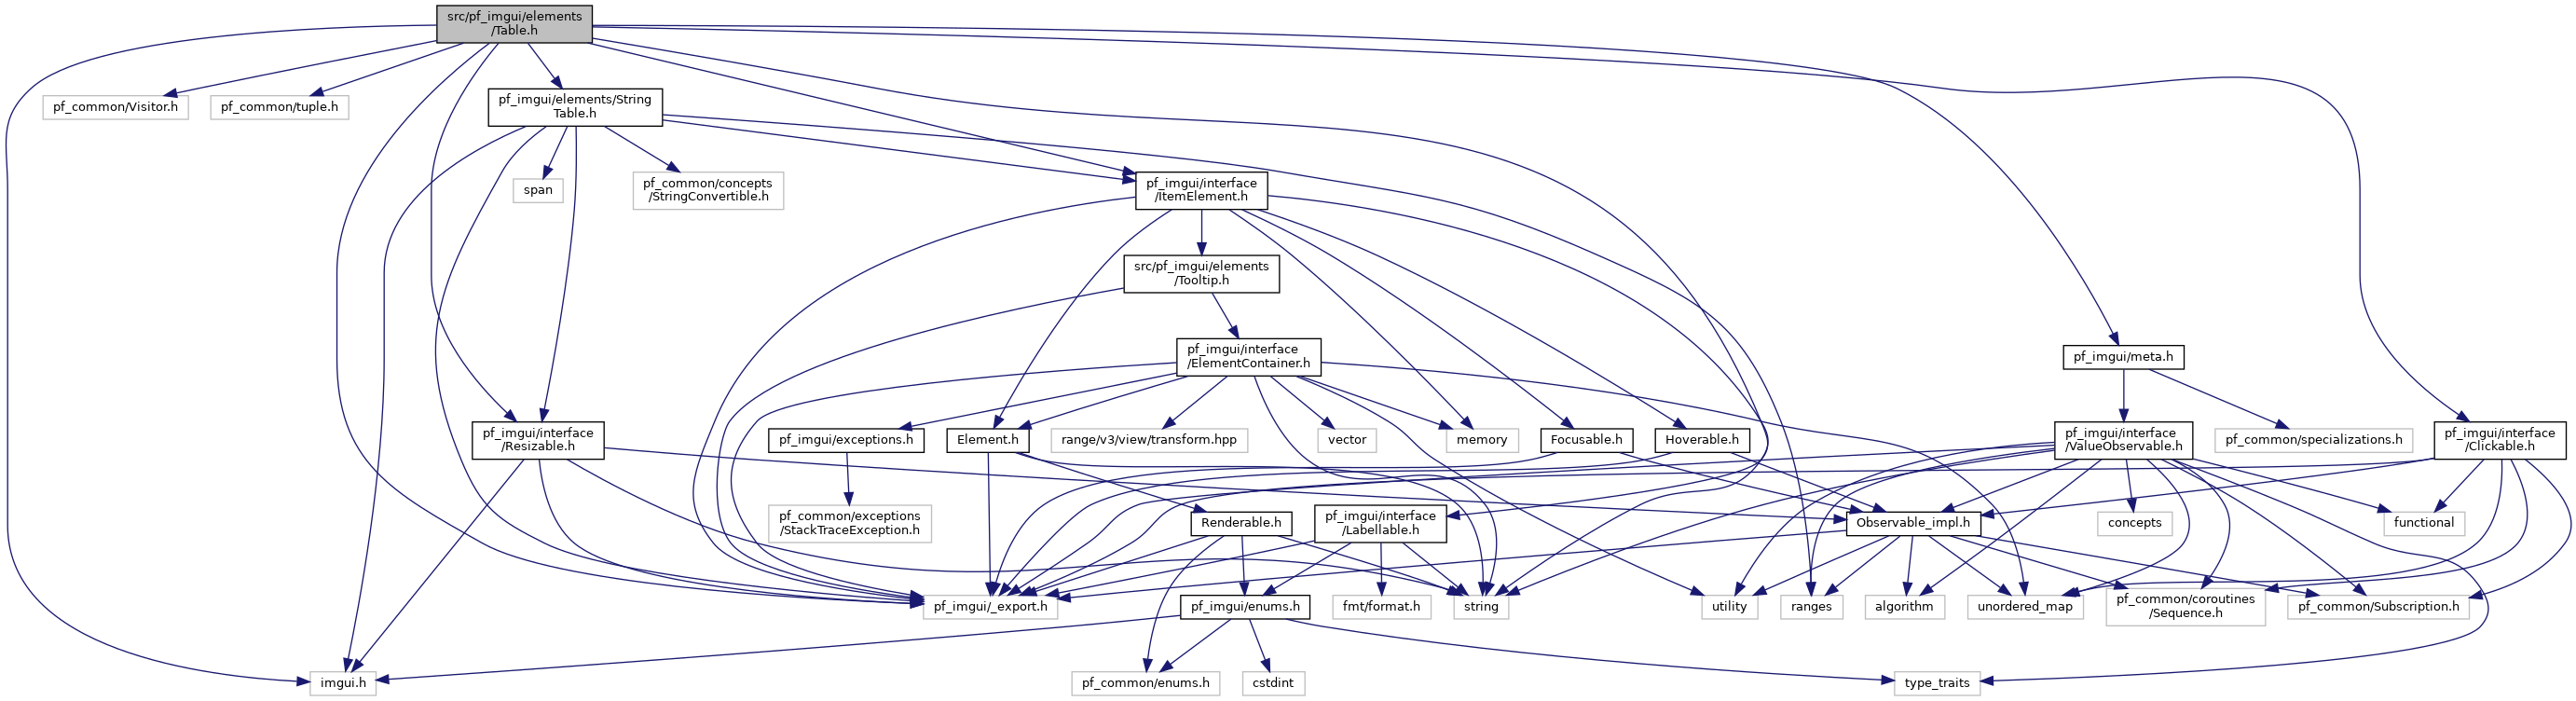 src/pf_imgui/elements
/Table.h
pf_common/Visitor.h
pf_common/tuple.h
pf_imgui/elements/String
Table.h
span
pf_common/concepts
/StringConvertible.h
pf_imgui/interface
/ItemElement.h
src/pf_imgui/elements
/Tooltip.h
pf_imgui/interface
/ElementContainer.h
pf_imgui/meta.h
pf_imgui/interface
/Resizable.h
pf_imgui/exceptions.h
Element.h
range/v3/view/transform.hpp
vector
memory
Focusable.h
Hoverable.h
pf_imgui/interface
/ValueObservable.h
pf_common/specializations.h
pf_imgui/interface
/Clickable.h
pf_common/exceptions
/StackTraceException.h
Renderable.h
pf_imgui/interface
/Labellable.h
Observable_impl.h
concepts
functional
pf_imgui/_export.h
pf_imgui/enums.h
fmt/format.h
string
utility
ranges
algorithm
unordered_map
pf_common/coroutines
/Sequence.h
pf_common/Subscription.h
imgui.h
pf_common/enums.h
cstdint
type_traits